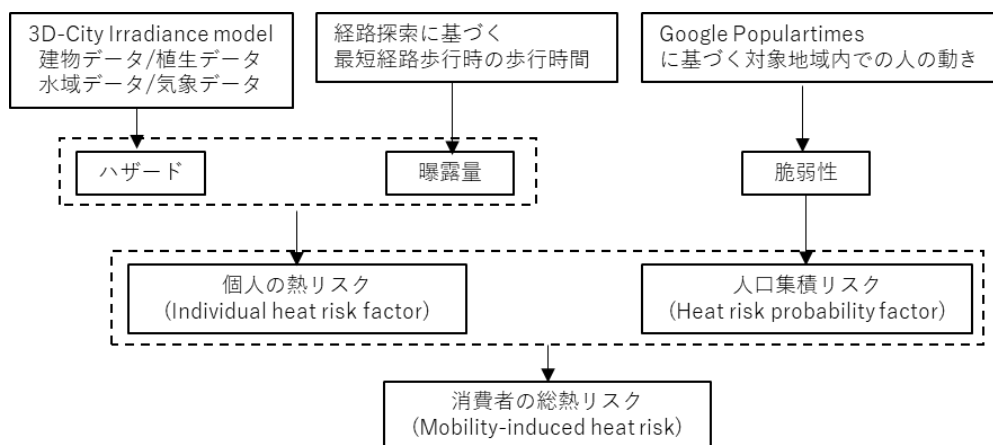 3D-City Irradiance model
建物データ/植生データ
水域データ/気象データ
経路探索に基づく
最短経路歩行時の歩行時間
Google Populartimes
に基づく対象地域内での人の動き
ハザード
曝露量
脆弱性
個人の熱リスク
(Individual heat risk factor)
人口集積リスク
(Heat risk probability factor)
消費者の総熱リスク
(Mobility-induced heat risk)